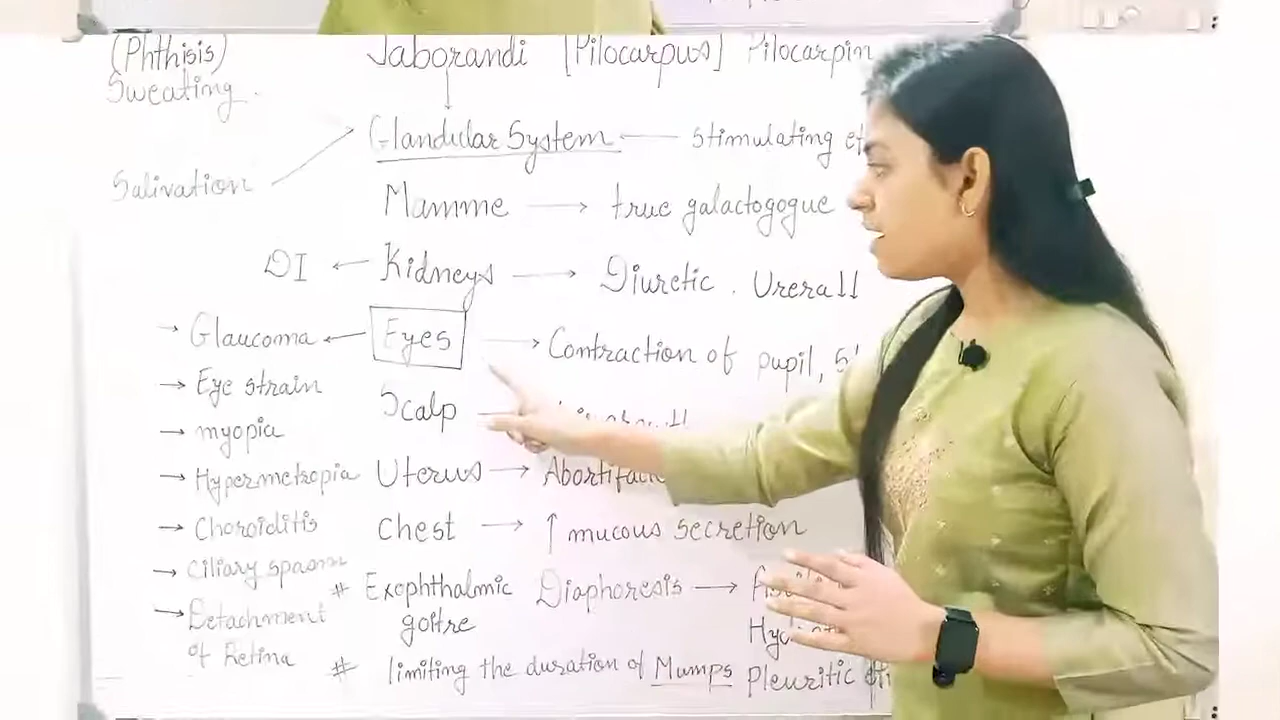 (Phthisis) Jaborandi [Pilocarpus] Pilocarpin
Sweating.
Glandular System ← stimulating
Salivation
Mamme → true galactogogue
DI ← Kidneys → Diuretic. Urera↓↓
→ Glaucoma ← Eyes → Contraction of pupil,
→ Eye strain
Scalp
→ myopia
→ Hypermetropia Uterus →
→ Choroiditis Chest → ↑ mucous secretion
→ Ciliary spasm
# Exophthalmic goitre Diaphoresis →
→ Detachment of Retina
# limiting the duration of Mumps Pleuritic